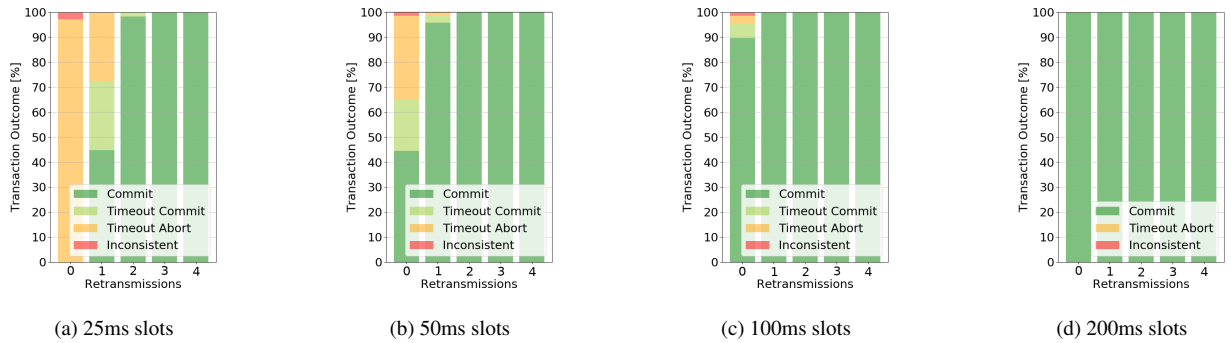 Transaction Outcome [%]
100
90
80
70
60
50
40
30
20
10
0
Commit
Timeout Commit
Timeout Abort
Inconsistent
0 1 2 3 4
Retransmissions
(a) 25ms slots
Transaction Outcome [%]
100
90
80
70
60
50
40
30
20
10
0
Commit
Timeout Commit
Timeout Abort
Inconsistent
0 1 2 3 4
Retransmissions
(b) 50ms slots
Transaction Outcome [%]
100
90
80
70
60
50
40
30
20
10
0
Commit
Timeout Commit
Timeout Abort
Inconsistent
0 1 2 3 4
Retransmissions
(c) 100ms slots
Transaction Outcome [%]
100
90
80
70
60
50
40
30
20
10
0
Commit
Timeout Abort
Inconsistent
0 1 2 3 4
Retransmissions
(d) 200ms slots